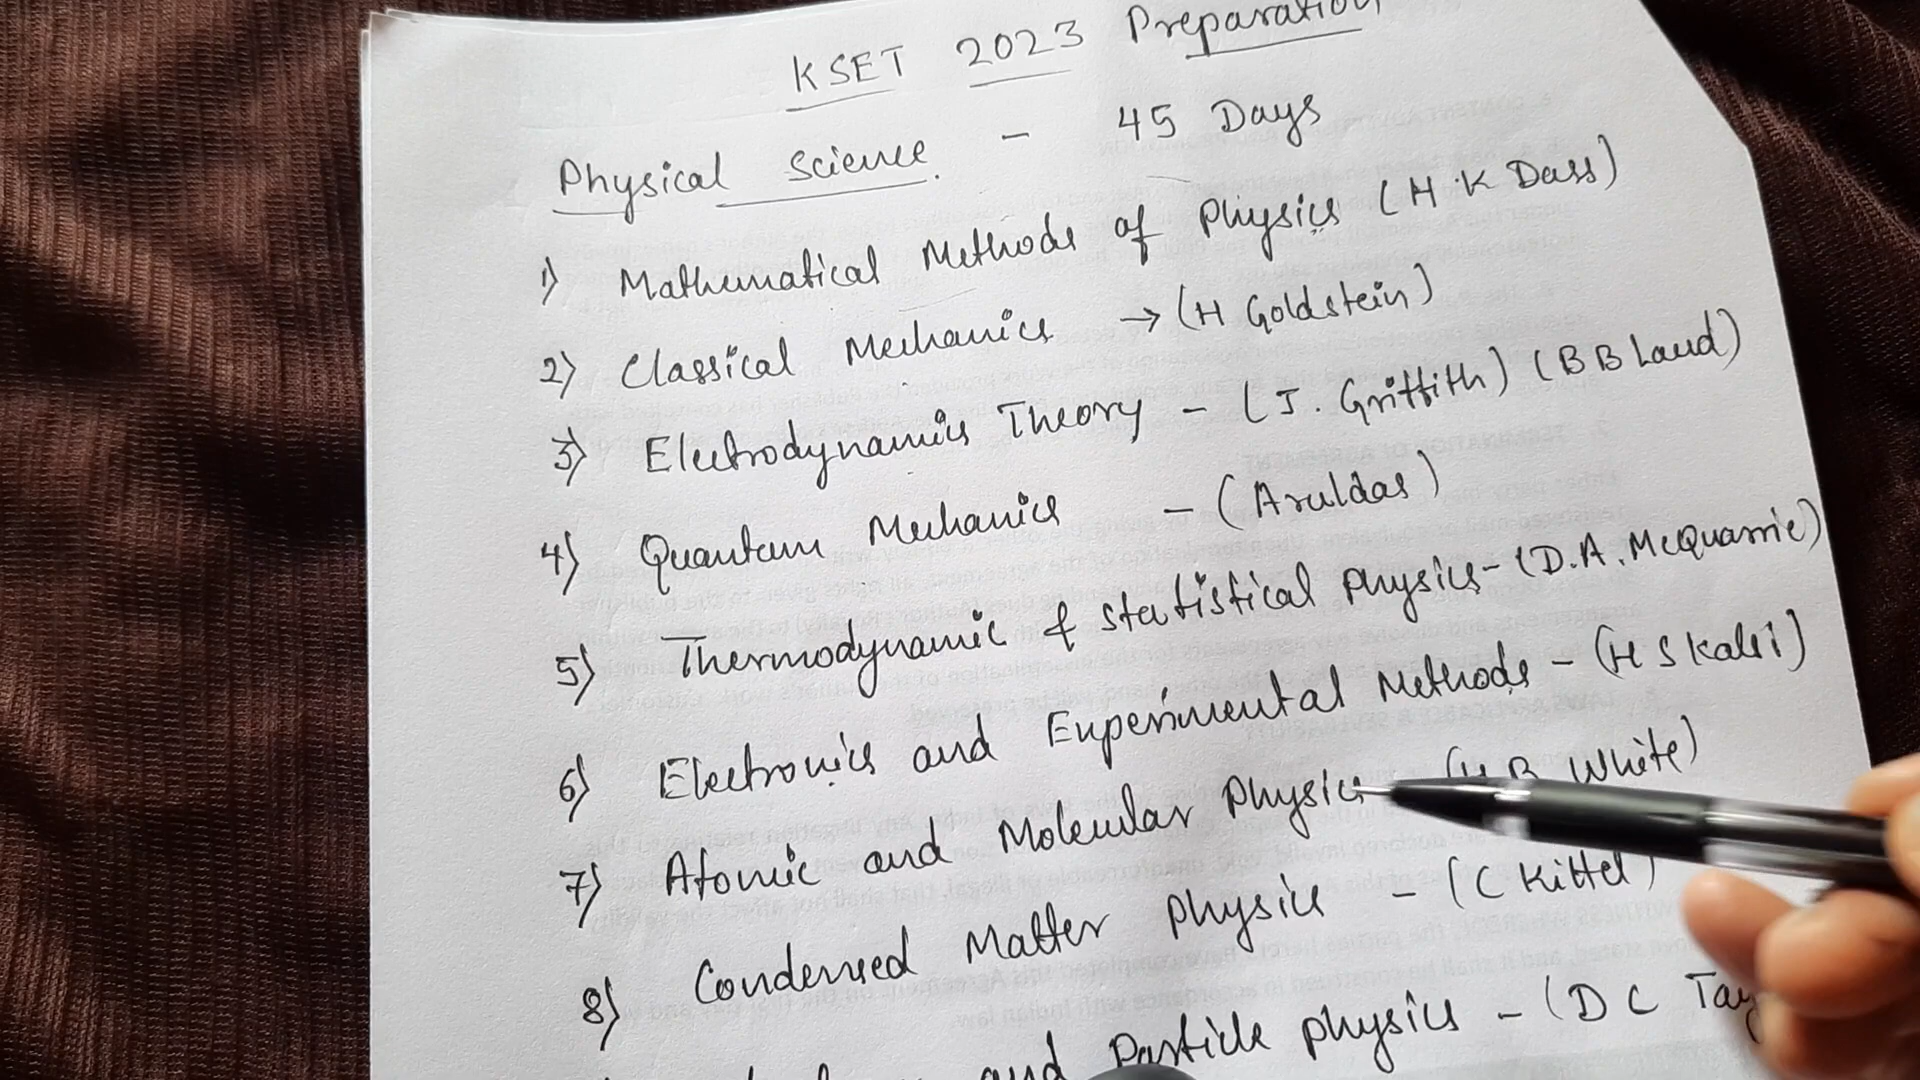 KSET 2023 Preparation
Physical Science. - 45 Days
1) Mathematical Methods of Physics (H.K Dass)
2) Classical Mechanics → (H Goldstein)
3) Electrodynamics Theory - (J. Griffith) (BB Laud)
4) Quantum Mechanics - (Aruldas)
5) Thermodynamic & statistical physics - (D.A. McQuarrie)
6) Electronics and Experimental Methods - (H S Kalsi)
7) Atomic and Molecular Physics White)
8) Condensed Matter physics - (C Kittel)
and Particle physics - (D C Tay